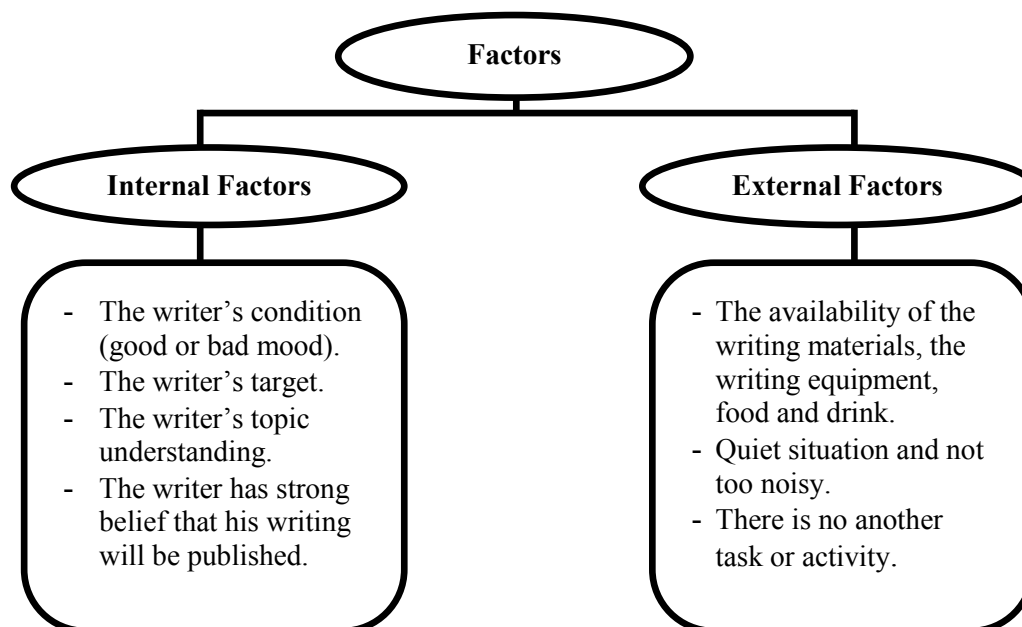 Factors
Internal Factors
External Factors
- The writer’s condition
(good or bad mood).
- The writer’s target.
- The writer’s topic
understanding.
- The writer has strong
belief that his writing
will be published.
- The availability of the
writing materials, the
writing equipment,
food and drink.
- Quiet situation and not
too noisy.
- There is no another
task or activity.